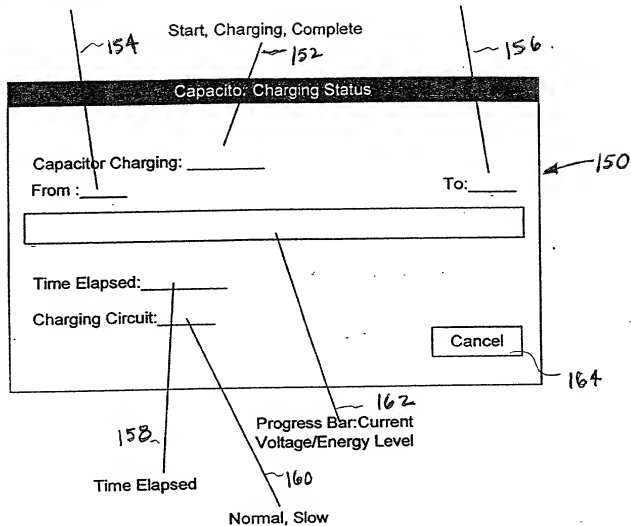 154
Start, Charging, Complete
152
156
Capacitor Charging Status
Capacitor Charging:
150
From :
To:
Time Elapsed:
Charging Circuit:
Cancel
164
162
Progress Bar:Current
Voltage/Energy Level
158
160
Time Elapsed
Normal, Slow